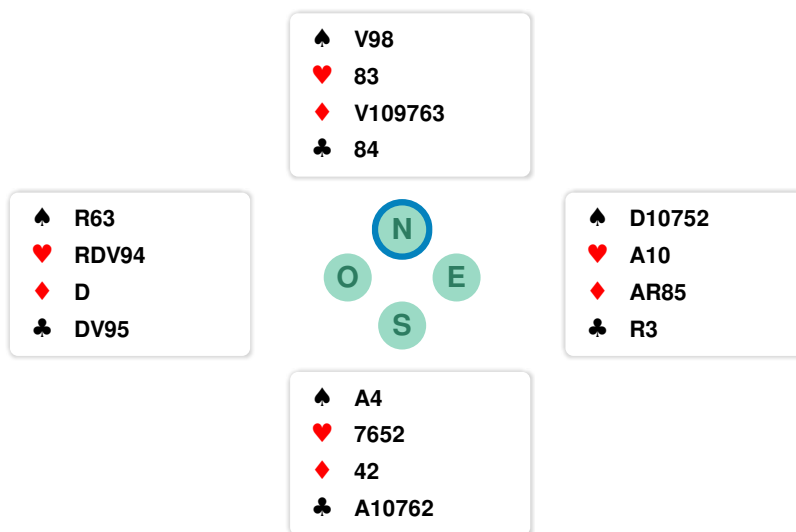 ♠ V98
♥ 83
♦ V109763
♣ 84
♠ R63
♥ RDV94
♦ D
♣ DV95
N
O E
S
♠ D10752
♥ A10
♦ AR85
♣ R3
♠ A4
♥ 7652
♦ 42
♣ A10762